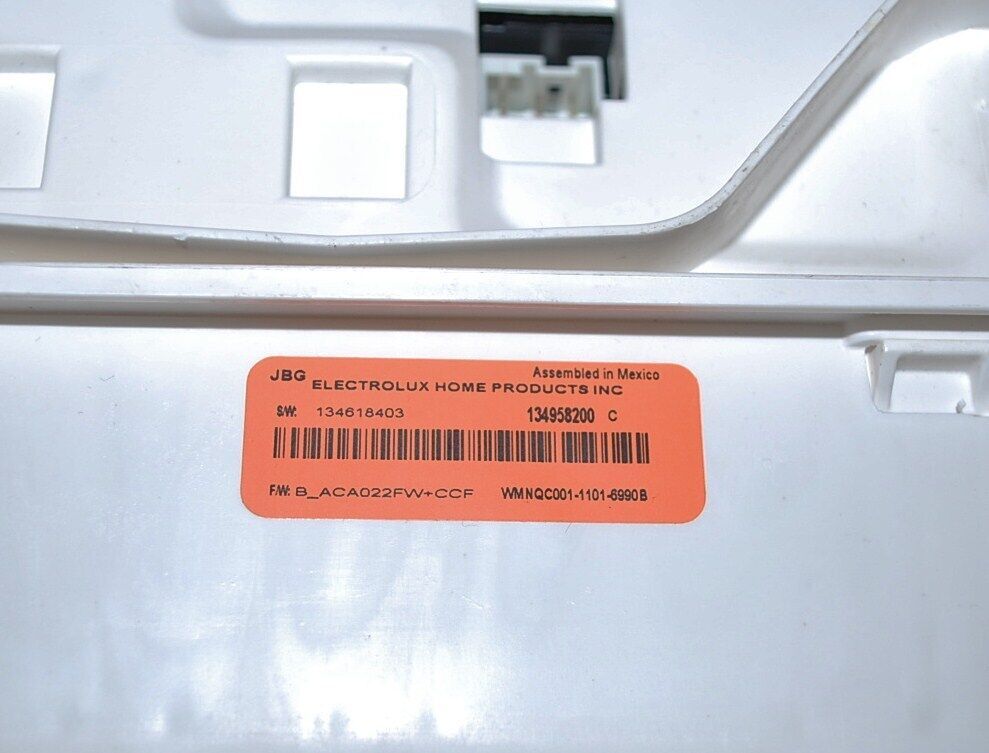 JBG Assembled in Mexico
ELECTROLUX HOME PRODUCTS INC
S/W: 134618403 134958200 C
F/W: B_ACA022FW+CCF WMNQC001-1101-6990B